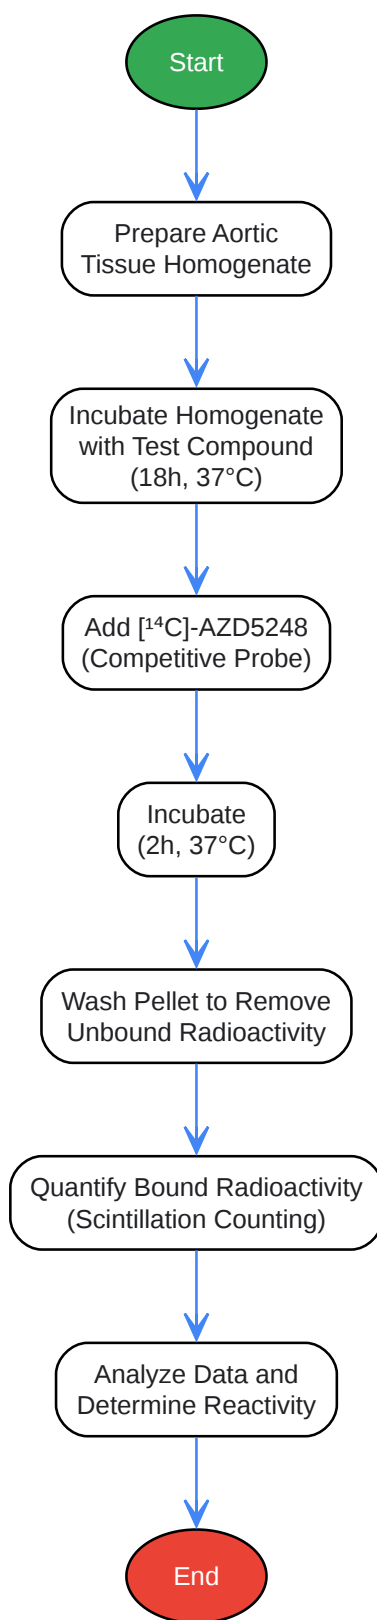 Start
Prepare Aortic
Tissue Homogenate
Incubate Homogenate
with Test Compound
(18h, 37°C)
Add [¹⁴C]-AZD5248
(Competitive Probe)
Incubate
(2h, 37°C)
Wash Pellet to Remove
Unbound Radioactivity
Quantify Bound Radioactivity
(Scintillation Counting)
Analyze Data and
Determine Reactivity
End